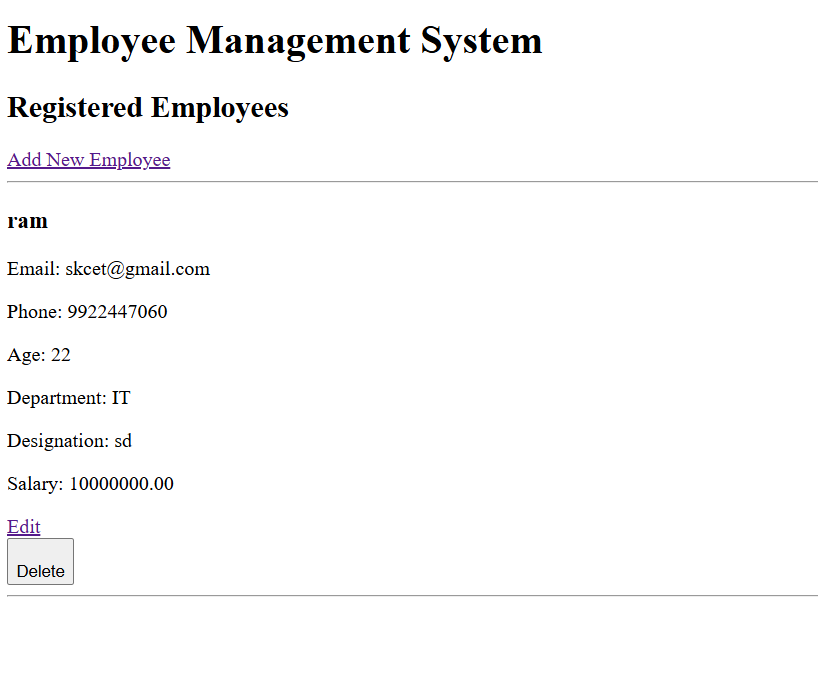 Employee Management System
Registered Employees
Add New Employee
ram
Email: skcet@gmail.com
Phone: 9922447060
Age: 22
Department: IT
Designation: sd
Salary: 10000000.00
Edit
Delete